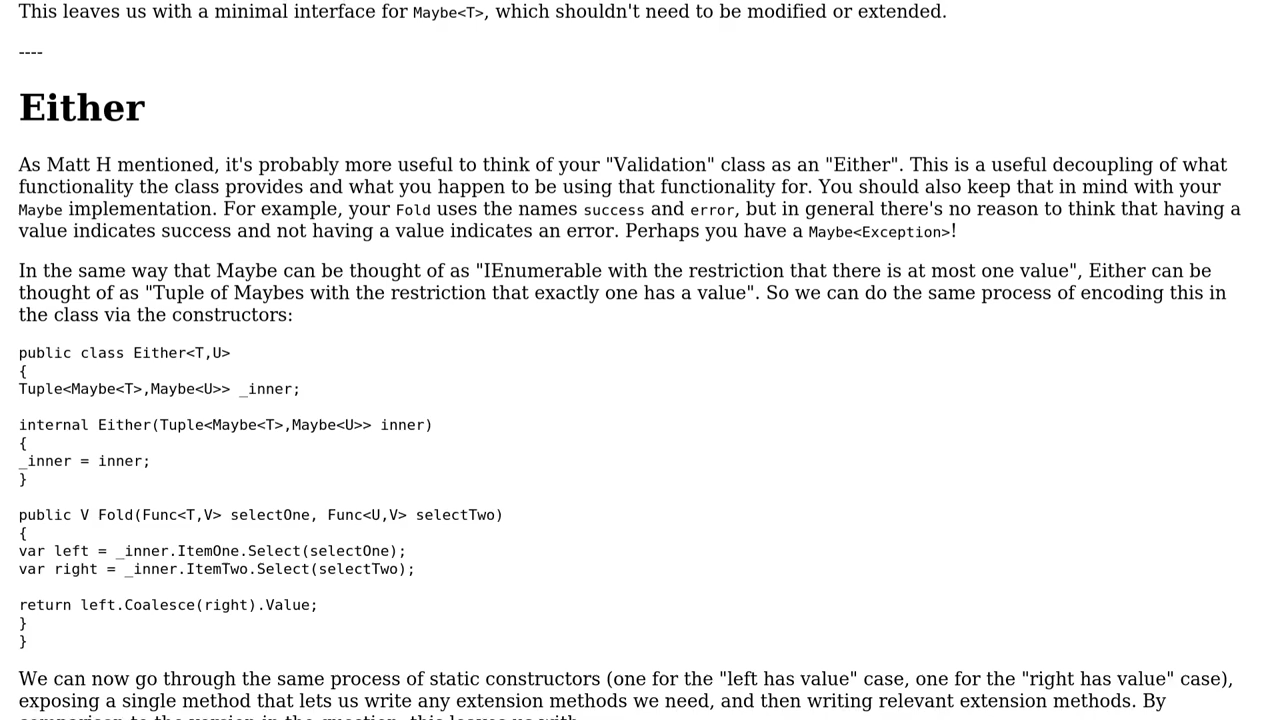 This leaves us with a minimal interface for Maybe<T>, which shouldn't need to be modified or extended.
----
Either
As Matt H mentioned, it's probably more useful to think of your "Validation" class as an "Either". This is a useful decoupling of what
functionality the class provides and what you happen to be using that functionality for. You should also keep that in mind with your
Maybe implementation. For example, your Fold uses the names success and error, but in general there's no reason to think that having a
value indicates success and not having a value indicates an error. Perhaps you have a Maybe<Exception>!
In the same way that Maybe can be thought of as "IEnumerable with the restriction that there is at most one value", Either can be
thought of as "Tuple of Maybes with the restriction that exactly one has a value". So we can do the same process of encoding this in
the class via the constructors:
public class Either<T,U>
{
Tuple<Maybe<T>,Maybe<U>> _inner;
internal Either(Tuple<Maybe<T>,Maybe<U>> inner)
{
_inner = inner;
}
public V Fold(Func<T,V> selectOne, Func<U,V> selectTwo)
{
var left = _inner.ItemOne.Select(selectOne);
var right = _inner.ItemTwo.Select(selectTwo);
return left.Coalesce(right).Value;
}
}
We can now go through the same process of static constructors (one for the "left has value" case, one for the "right has value" case),
exposing a single method that lets us write any extension methods we need, and then writing relevant extension methods. By
comparison to the version in the question, this leaves us with